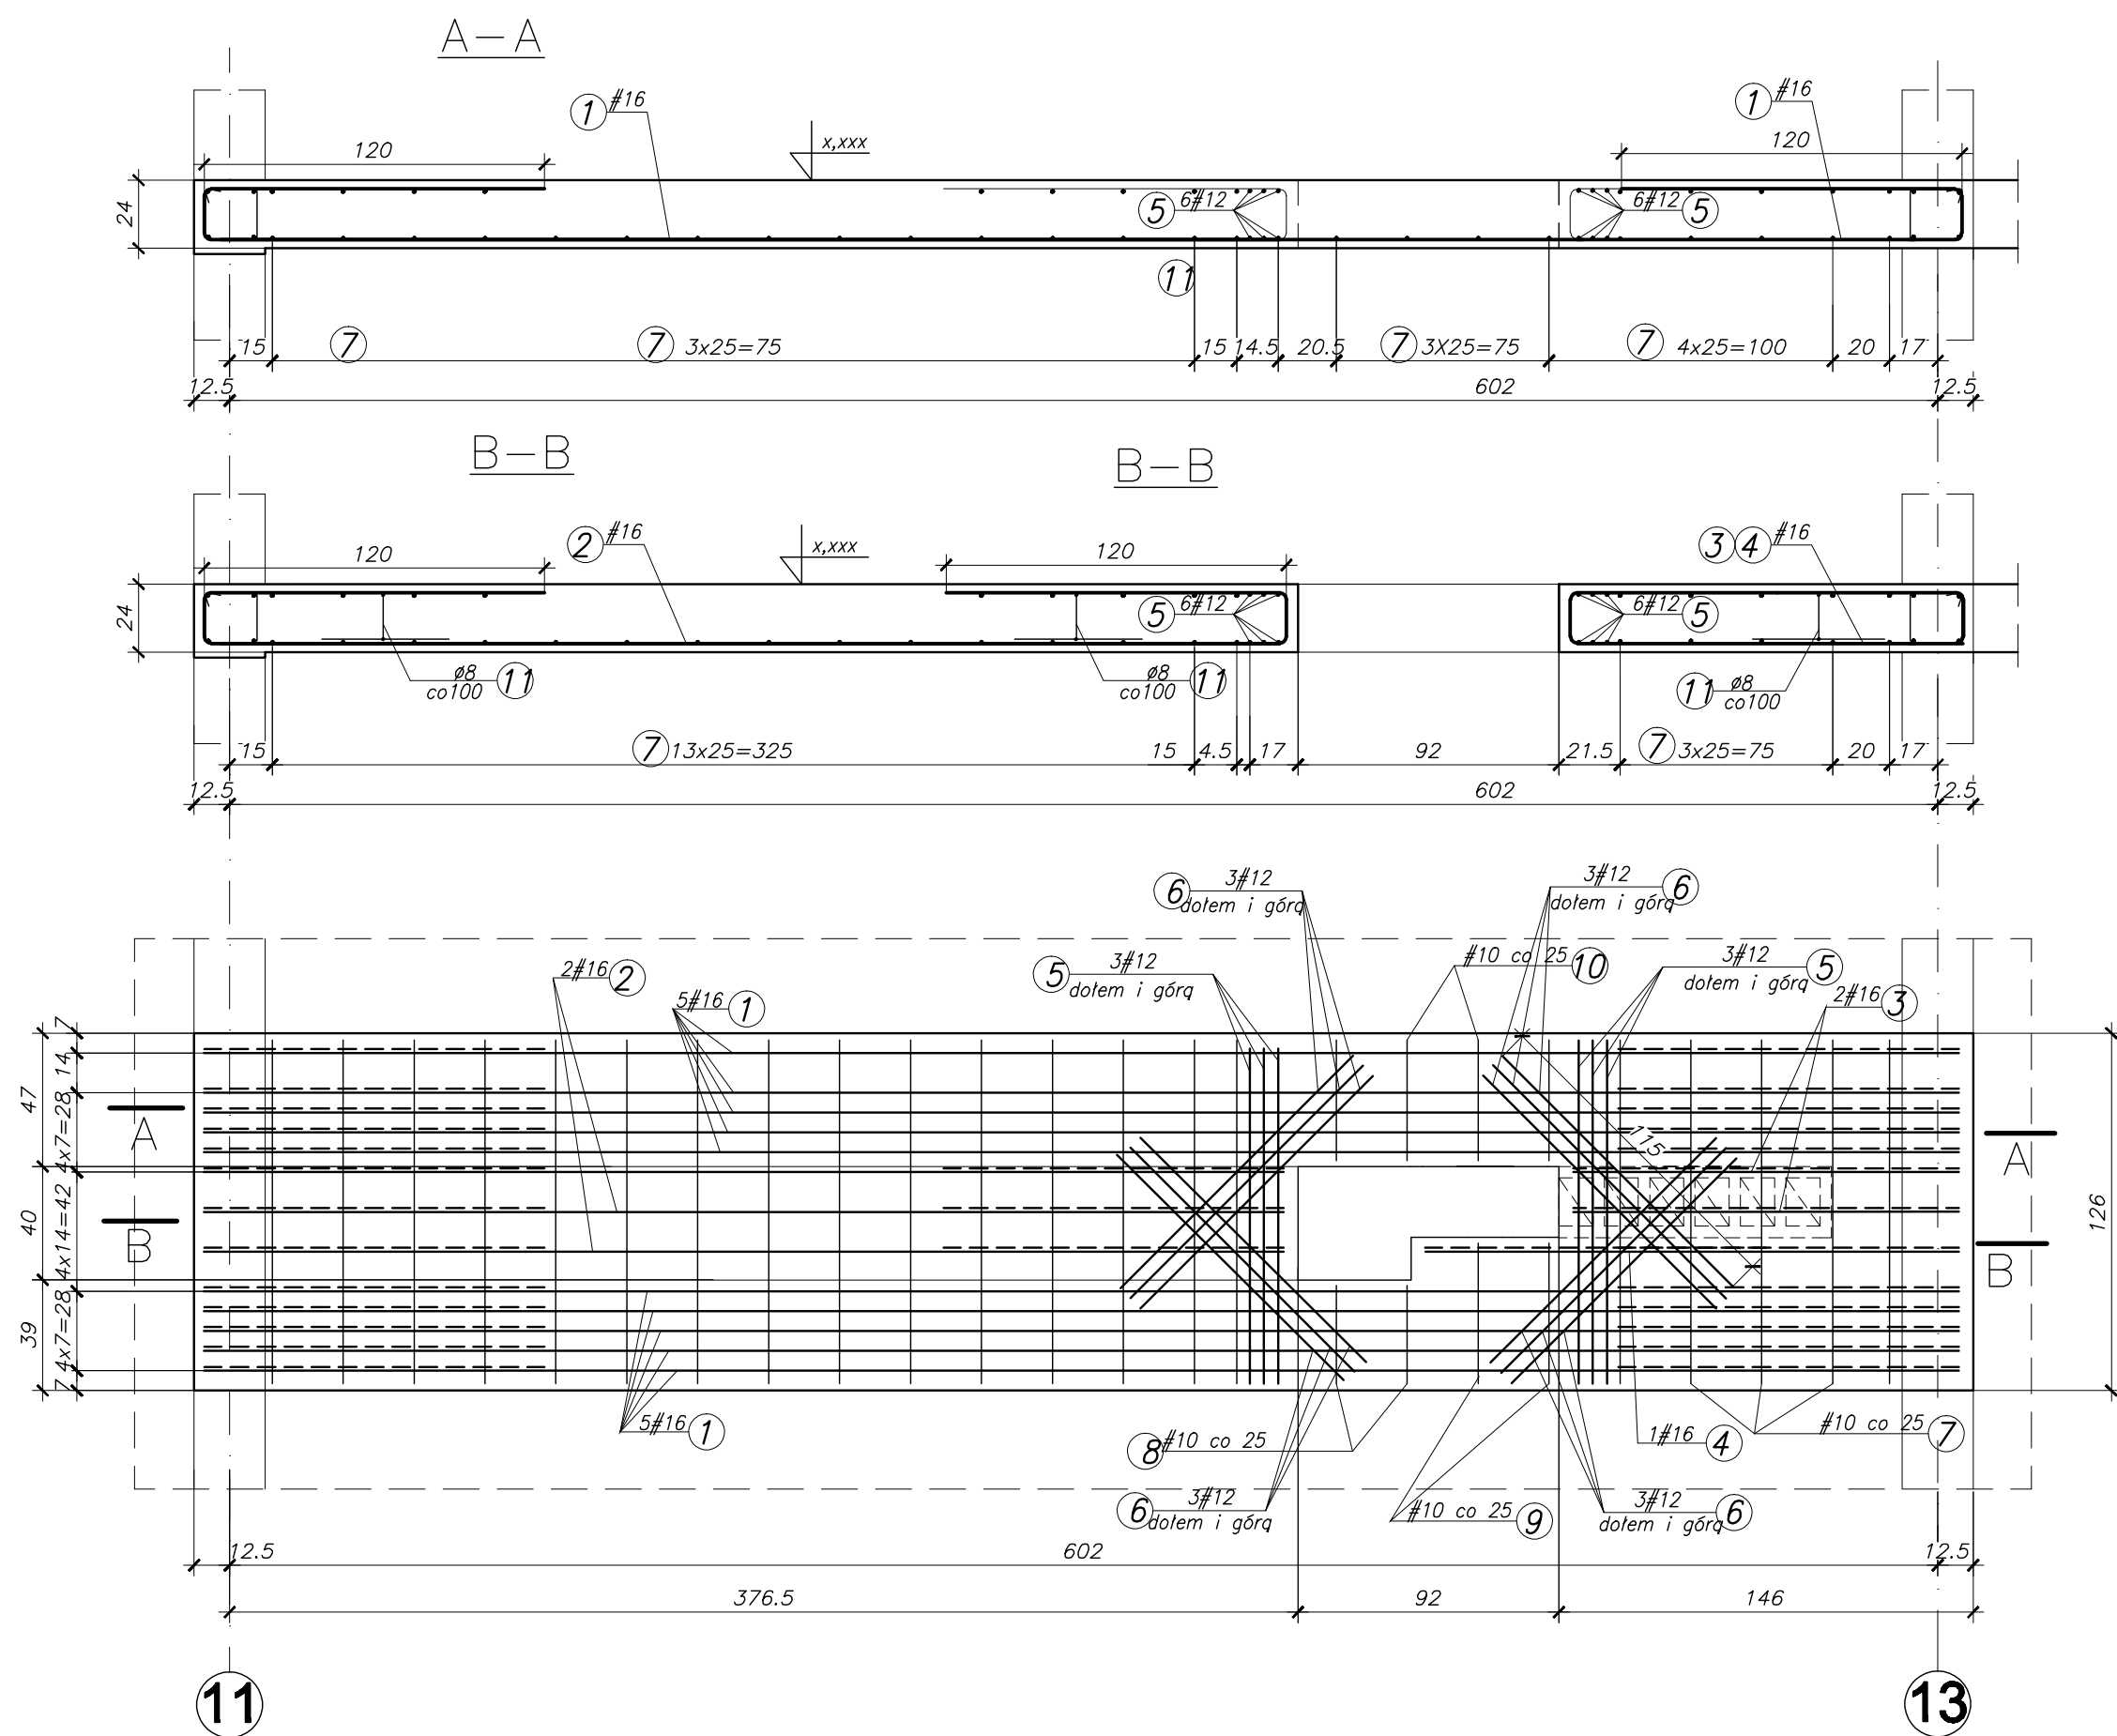 A-A
1 #16
1 #16
120
x,xxx
120
24
5 6#12
6#12 5
11
15 7 7 3x25=75 15 14.5 20.5 7 3X25=75 7 4x25=100 20 17
12.5 602 12.5
B-B B-B
2 #16
3 4 #16
120
x,xxx
120
24
5 6#12
6#12 5
ø8
co100 11
ø8
co100 11
11 ø8
co100
15 7 13x25=325 15 4.5 17 92 21.5 7 3x25=75 20 17
12.5 602 12.5
6 3#12
dołem i górą
3#12 6
dołem i górą
2#16 2
5 3#12
dołem i górą
#10 co 25 10
3#12 5
dołem i górą
5#16 1
2#16 3
7
14
47
4x7=28
A
115
A
40
4x14=42
B
126
B
39
4x7=28
7
5#16 1
8 #10 co 25
1#16 4
#10 co 25 7
6 3#12
dołem i górą
#10 co 25 9
3#12 6
dołem i górą
12.5 602 12.5
376.5 92 146
11 13